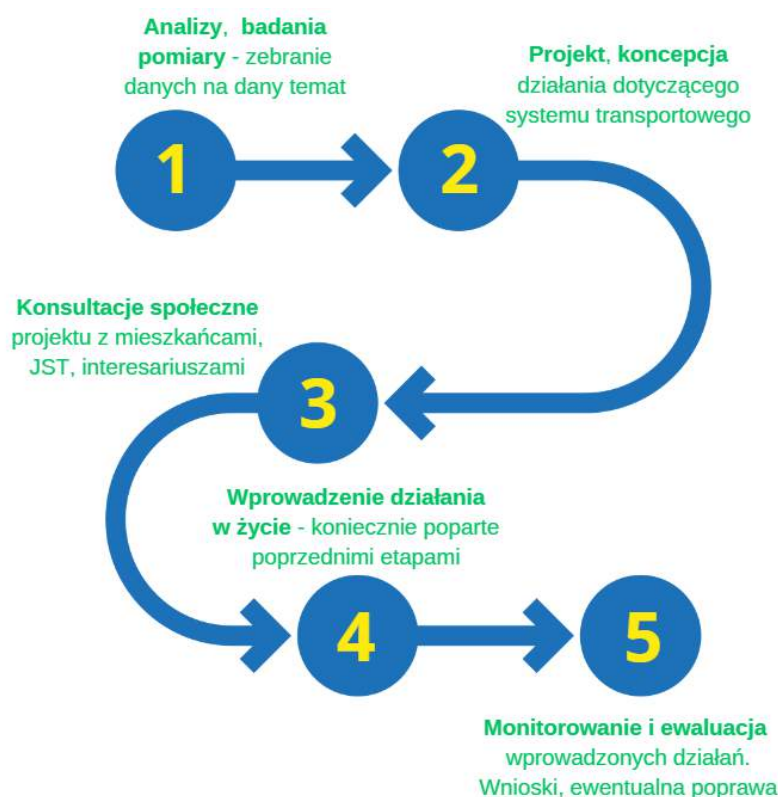 Analizy, badania
pomiary - zebranie
danych na dany temat
Projekt, koncepcja
działania dotyczącego
systemu transportowego
1
2
Konsultacje społeczne
projektu z mieszkańcami,
JST, interesariuszami
3
Wprowadzenie działania
w życie - koniecznie poparte
poprzednimi etapami
4
5
Monitorowanie i ewaluacja
wprowadzonych działań.
Wnioski, ewentualna poprawa